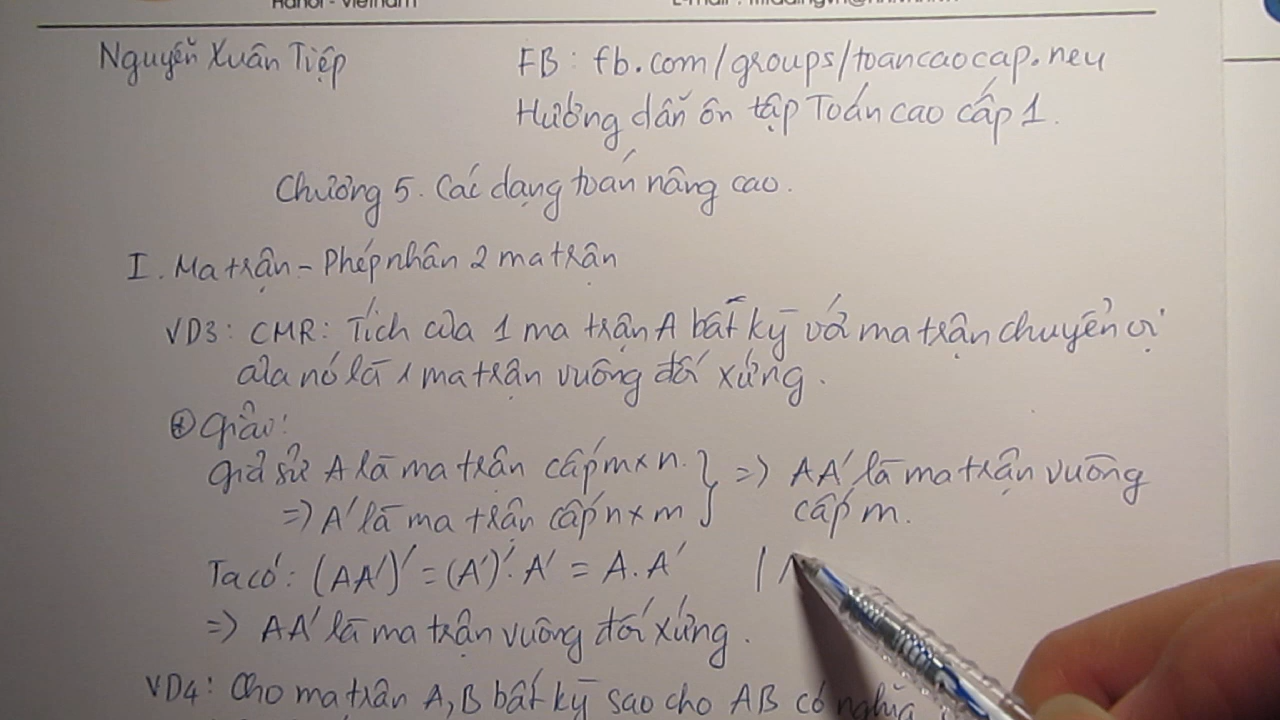 Hanoi - Vietnam
Nguyễn Xuân Tiệp
FB : fb.com/groups/toancaocap.neu
Hướng dẫn ôn tập Toán cao cấp 1.
Chương 5. Các dạng toán nâng cao.
I. Ma trận - Phép nhân 2 ma trận
VD3: CMR: Tích của 1 ma trận A bất kỳ với ma trận chuyển vị
của nó là 1 ma trận vuông đối xứng.
⊕ Giải:
Giả sử A là ma trận cấp m x n. } => AA' là ma trận vuông
=) A' là ma trận cấp n x m cấp m.
Ta có: (AA')' = (A')'. A' = A. A'
=) AA' là ma trận vuông đối xứng.
VD4: Cho ma trận A, B bất kỳ sao cho AB có nghĩa